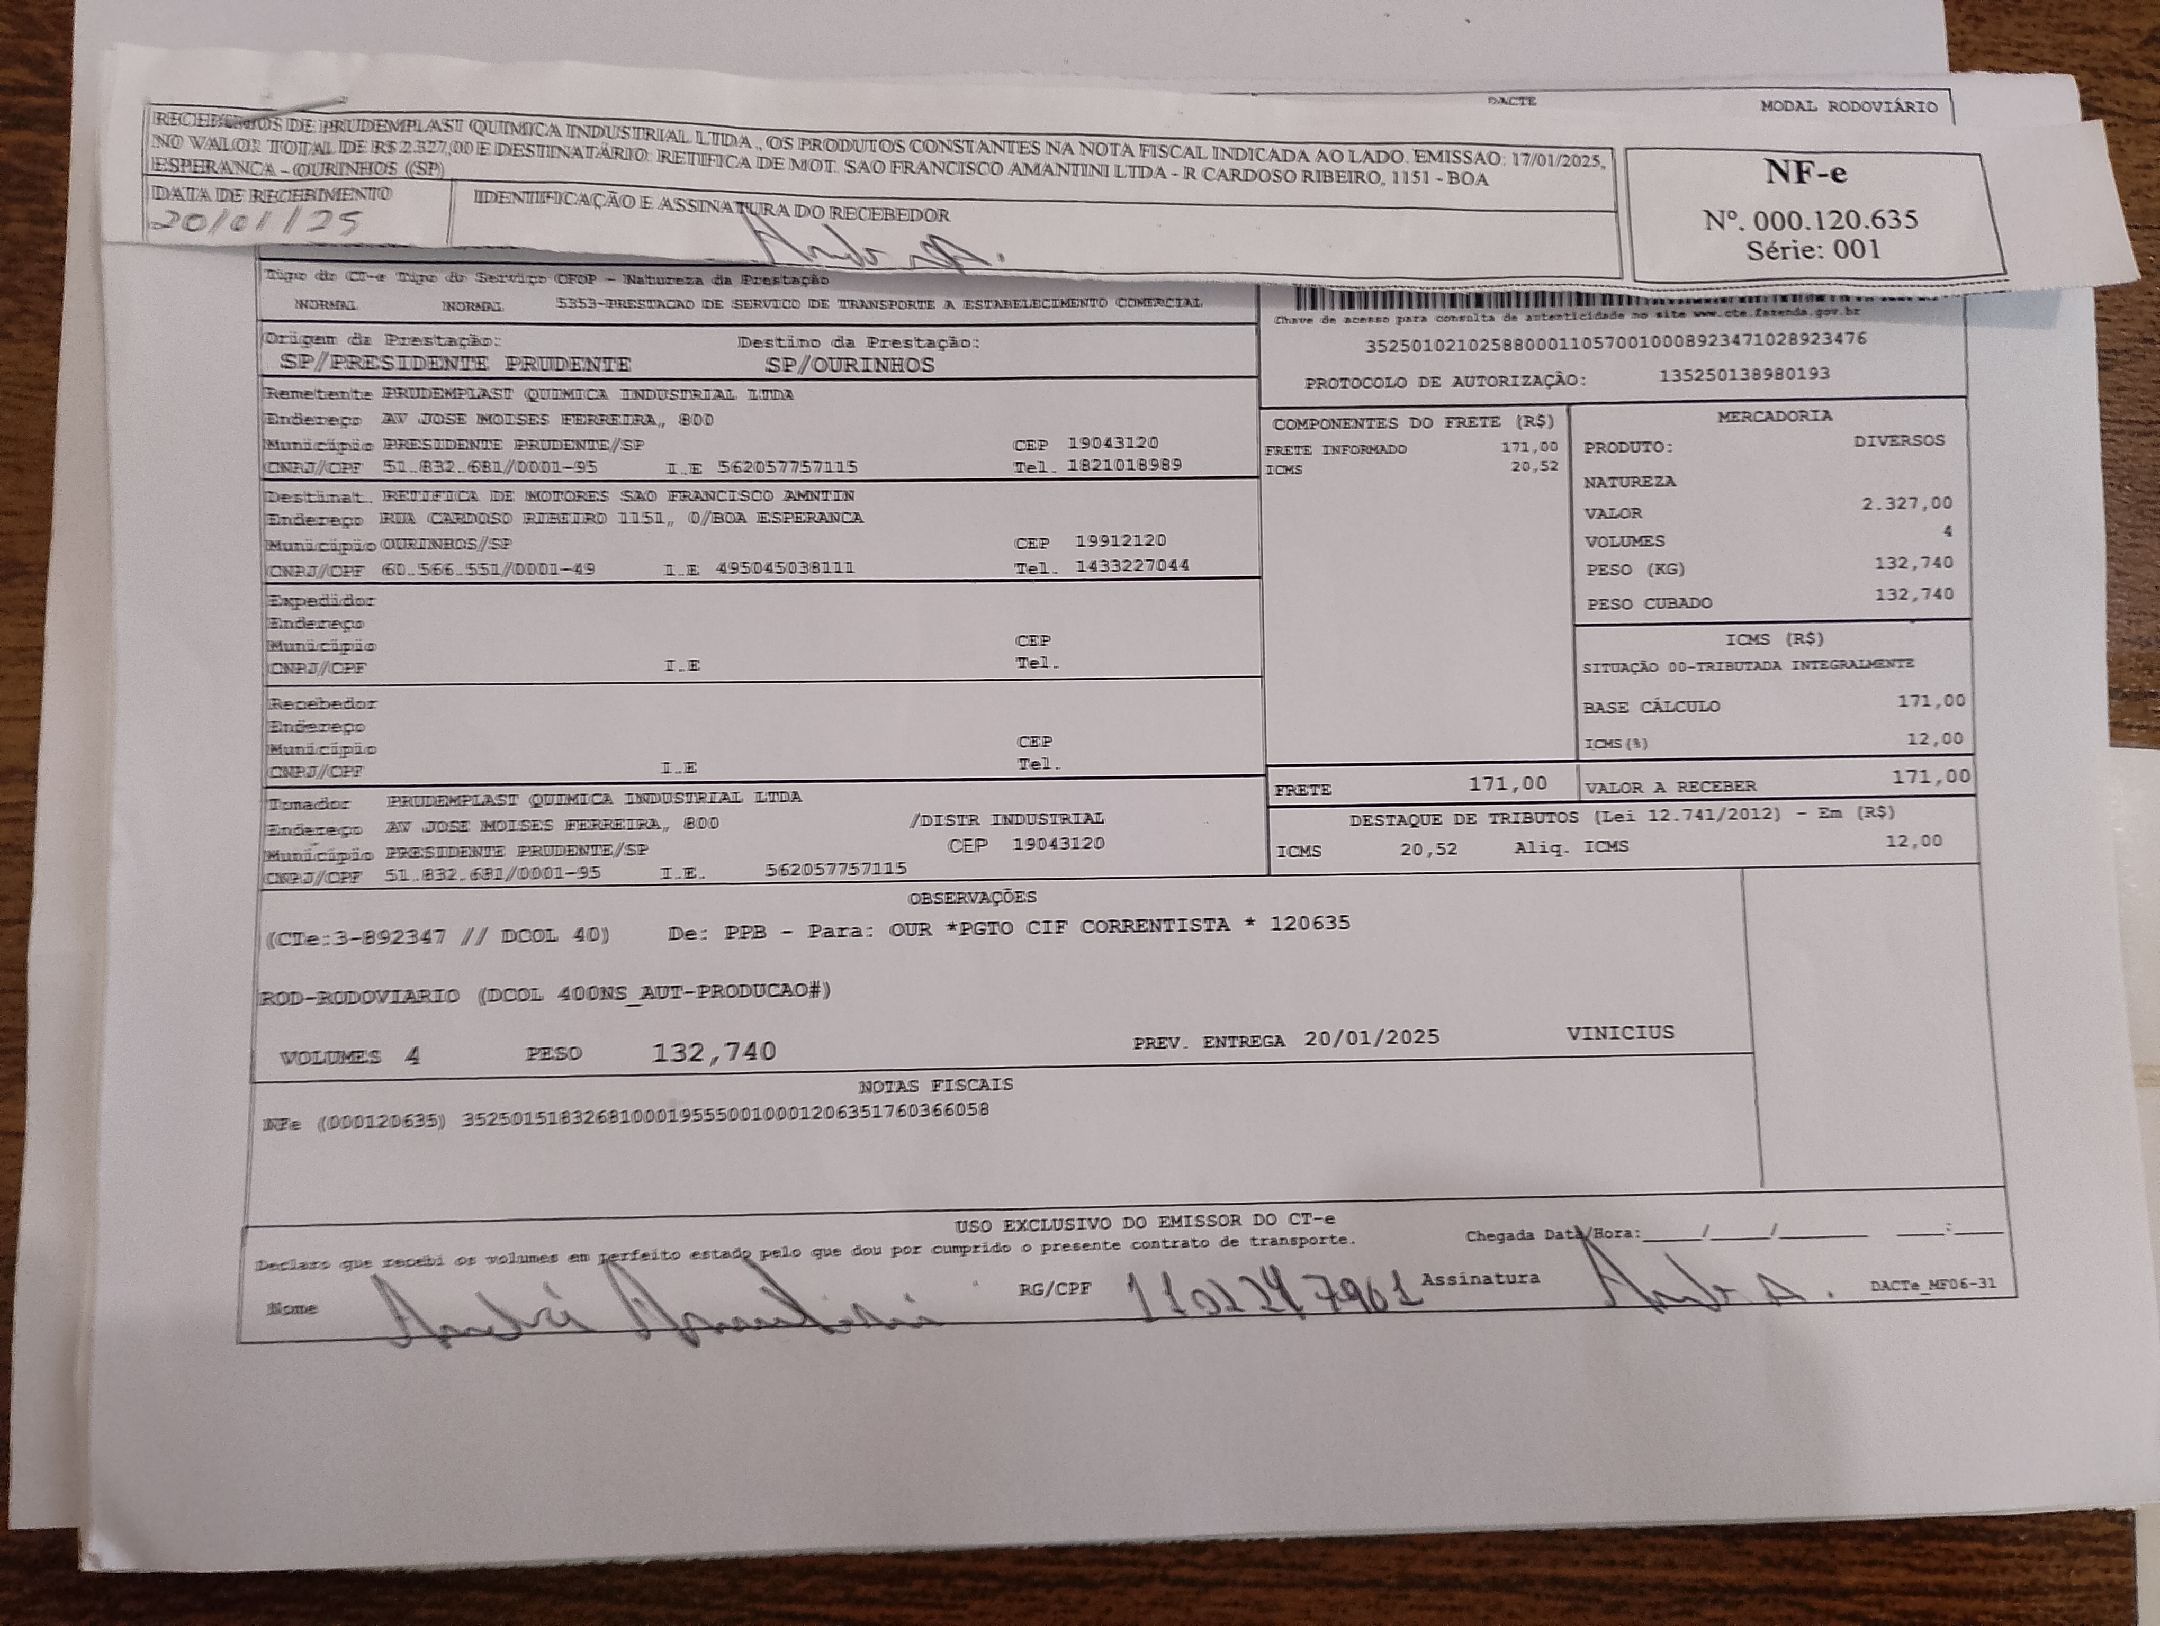 DACTE
MODAL RODOVIÁRIO
RECEBEMOS DE PRUDEMPLAST QUIMICA INDUSTRIAL LTDA., OS PRODUTOS CONSTANTES NA NOTA FISCAL INDICADA AO LADO. EMISSAO: 17/01/2025,
NO VALOR TOTAL DE R$ 2.327,00 E DESTINATÁRIO: RETIFICA DE MOT. SAO FRANCISCO AMANTINI LTDA - R CARDOSO RIBEIRO, 1151 - BOA
ESPERANCA - OURINHOS (SP)
DATA DE RECEBIMENTO
20/01/25
IDENTIFICAÇÃO E ASSINATURA DO RECEBEDOR
Andre A.
NF-e
Nº. 000.120.635
Série: 001
Tipo do CT-e Tipo do Serviço CFOP - Natureza da Prestação
NORMAL NORMAL 5353-PRESTACAO DE SERVICO DE TRANSPORTE A ESTABELECIMENTO COMERCIAL
Origem da Prestação: Destino da Prestação:
SP/PRESIDENTE PRUDENTE SP/OURINHOS
Remetente PRUDEMPLAST QUIMICA INDUSTRIAL LTDA
Endereço AV JOSE MOISES FERREIRA, 800
Município PRESIDENTE PRUDENTE/SP CEP 19043120
CNPJ/CPF 51.832.681/0001-95 I.E 562057757115 Tel. 1821018989
Destinat. RETIFICA DE MOTORES SAO FRANCISCO AMNTIN
Endereço RUA CARDOSO RIBEIRO 1151, 0/BOA ESPERANCA
Município OURINHOS/SP CEP 19912120
CNPJ/CPF 60.566.551/0001-49 I.E 495045038111 Tel. 1433227044
Expedidor
Endereço
Município CEP
CNPJ/CPF I.E Tel.
Recebedor
Endereço
Município CEP
CNPJ/CPF I.E Tel.
Tomador PRUDEMPLAST QUIMICA INDUSTRIAL LTDA
Endereço AV JOSE MOISES FERREIRA, 800 /DISTR INDUSTRIAL
Município PRESIDENTE PRUDENTE/SP CEP 19043120
CNPJ/CPF 51.832.681/0001-95 I.E. 562057757115
Chave de acesso para consulta de autenticidade no site www.cte.fazenda.gov.br
35250102102588000110570010008923471028923476
PROTOCOLO DE AUTORIZAÇÃO: 135250138980193
COMPONENTES DO FRETE (R$)
FRETE INFORMADO 171,00
ICMS 20,52
MERCADORIA
PRODUTO: DIVERSOS
NATUREZA
VALOR 2.327,00
VOLUMES 4
PESO (KG) 132,740
PESO CUBADO 132,740
ICMS (R$)
SITUAÇÃO 00-TRIBUTADA INTEGRALMENTE
BASE CÁLCULO 171,00
ICMS(%) 12,00
FRETE 171,00 VALOR A RECEBER 171,00
DESTAQUE DE TRIBUTOS (Lei 12.741/2012) - Em (R$)
ICMS 20,52 Aliq. ICMS 12,00
OBSERVAÇÕES
(CTe:3-892347 // DCOL 40) De: PPB - Para: OUR *PGTO CIF CORRENTISTA * 120635
ROD-RODOVIARIO (DCOL 400NS_AUT-PRODUCAO#)
VOLUMES 4 PESO 132,740 PREV. ENTREGA 20/01/2025 VINICIUS
NOTAS FISCAIS
NFe (000120635) 35250151832681000195550010001206351760366058
USO EXCLUSIVO DO EMISSOR DO CT-e
Declaro que recebi os volumes em perfeito estado pelo que dou por cumprido o presente contrato de transporte.
Chegada Data/Hora:_____/_____/________ ____:____
Nome André Amantini RG/CPF Assinatura Andre A. DACTe_MF06-31